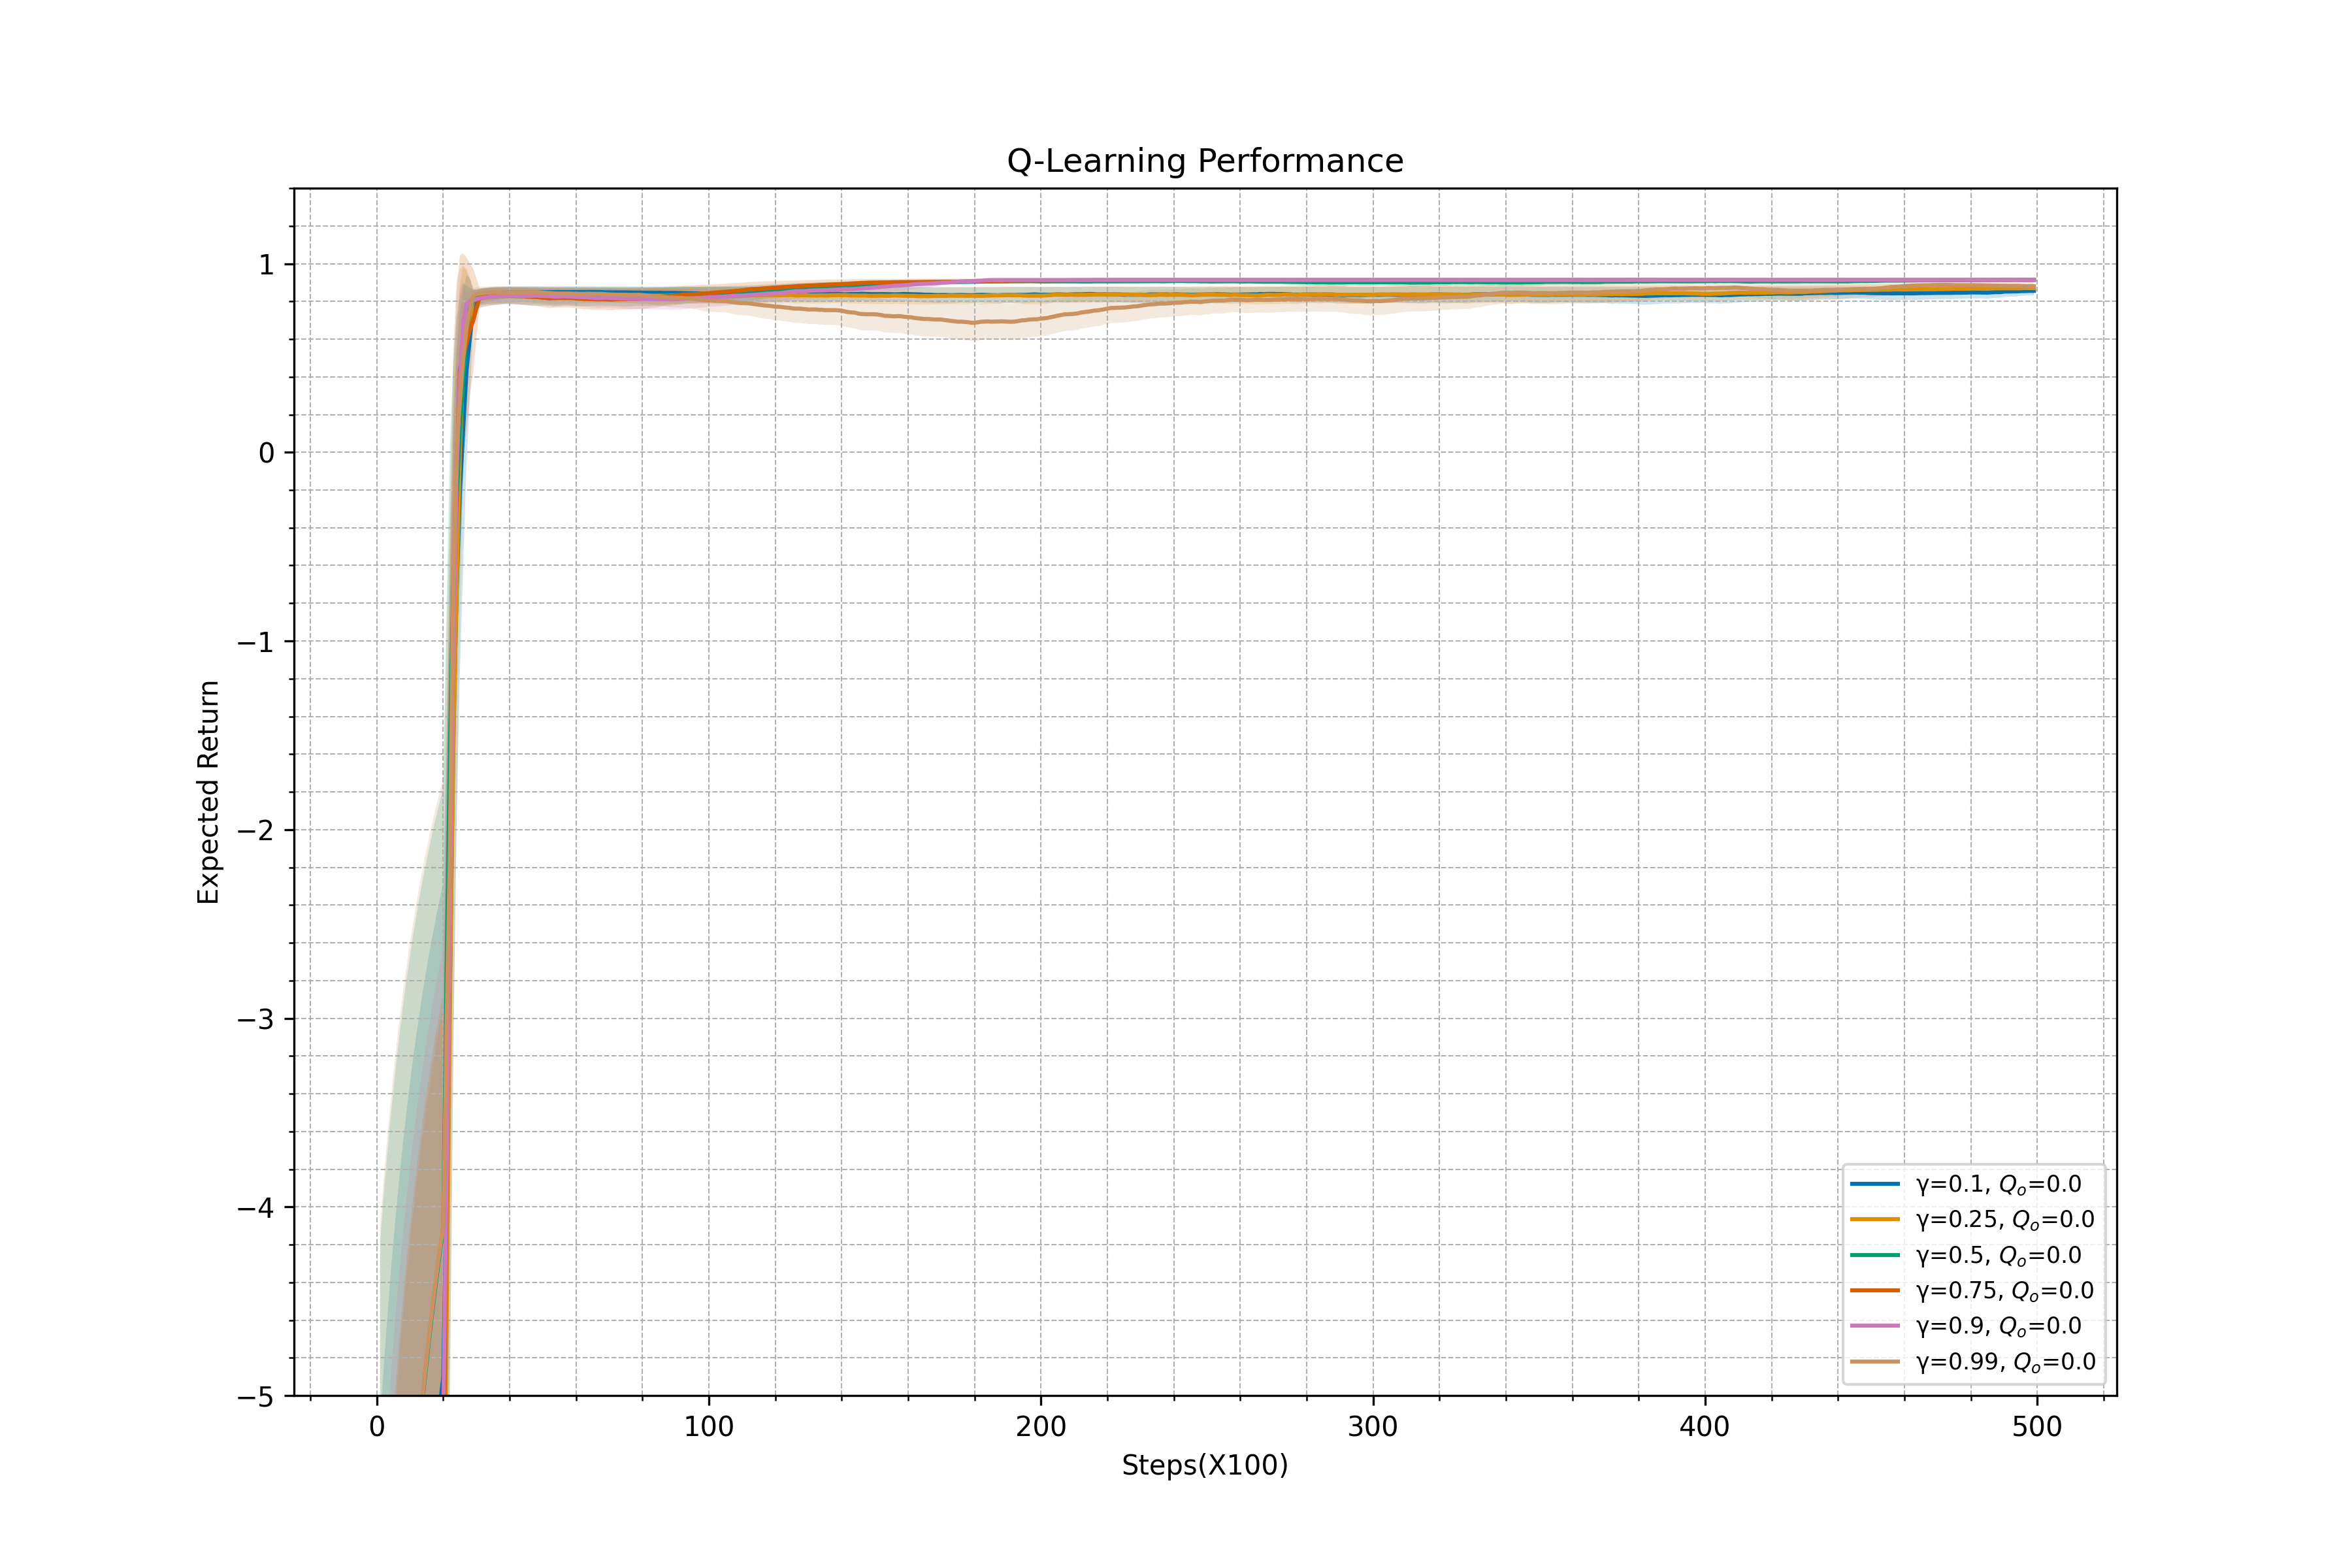 Q-Learning Performance
Expected Return
1
0
−1
−2
−3
−4
−5
0 100 200 300 400 500
Steps(X100)
γ=0.1, Qₒ=0.0
γ=0.25, Qₒ=0.0
γ=0.5, Qₒ=0.0
γ=0.75, Qₒ=0.0
γ=0.9, Qₒ=0.0
γ=0.99, Qₒ=0.0